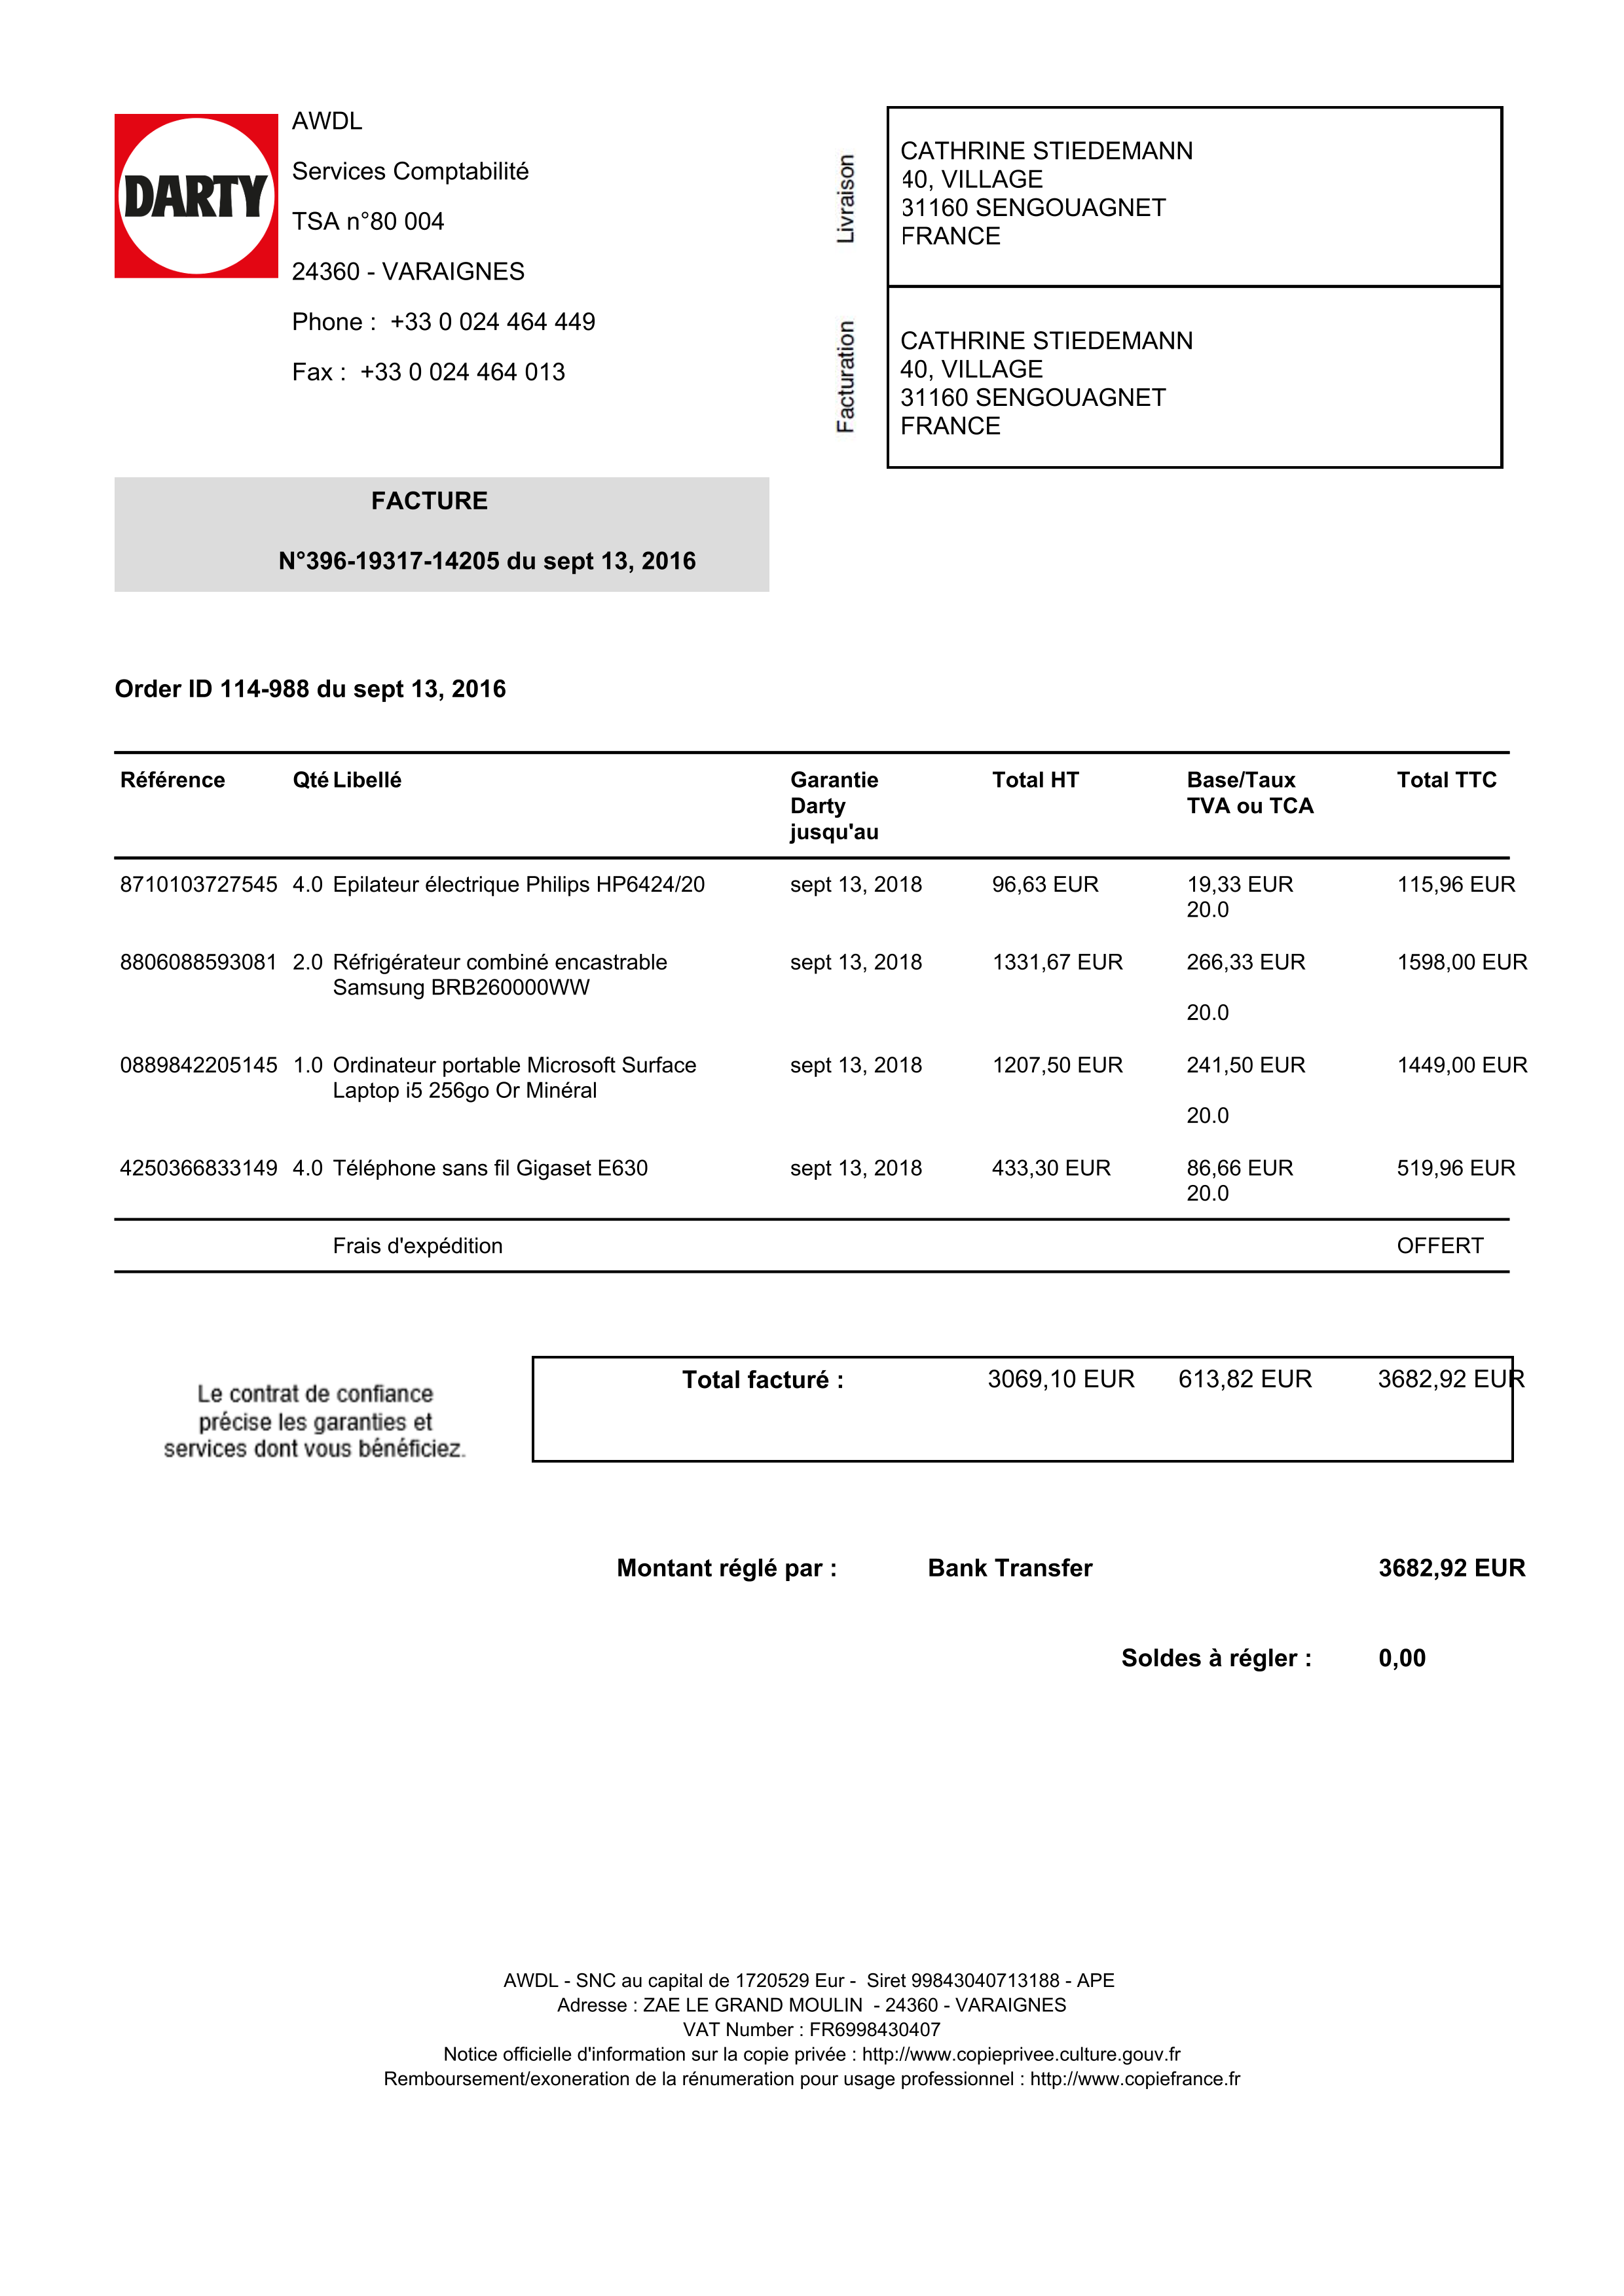 DARTY
AWDL
Services Comptabilité
TSA n°80 004
24360 - VARAIGNES
Phone : +33 0 024 464 449
Fax : +33 0 024 464 013
Livraison
CATHRINE STIEDEMANN
40, VILLAGE
31160 SENGOUAGNET
FRANCE
Facturation
CATHRINE STIEDEMANN
40, VILLAGE
31160 SENGOUAGNET
FRANCE
FACTURE
N°396-19317-14205 du sept 13, 2016
Order ID 114-988 du sept 13, 2016
Référence Qté Libellé Garantie Darty jusqu'au Total HT Base/Taux TVA ou TCA Total TTC
8710103727545 4.0 Epilateur électrique Philips HP6424/20 sept 13, 2018 96,63 EUR 19,33 EUR 115,96 EUR
20.0
8806088593081 2.0 Réfrigérateur combiné encastrable sept 13, 2018 1331,67 EUR 266,33 EUR 1598,00 EUR
Samsung BRB260000WW
20.0
0889842205145 1.0 Ordinateur portable Microsoft Surface sept 13, 2018 1207,50 EUR 241,50 EUR 1449,00 EUR
Laptop i5 256go Or Minéral
20.0
4250366833149 4.0 Téléphone sans fil Gigaset E630 sept 13, 2018 433,30 EUR 86,66 EUR 519,96 EUR
20.0
Frais d'expédition OFFERT
Le contrat de confiance
précise les garanties et
services dont vous bénéficiez.
Total facturé : 3069,10 EUR 613,82 EUR 3682,92 EUR
Montant réglé par : Bank Transfer 3682,92 EUR
Soldes à régler : 0,00
AWDL - SNC au capital de 1720529 Eur - Siret 99843040713188 - APE
Adresse : ZAE LE GRAND MOULIN - 24360 - VARAIGNES
VAT Number : FR6998430407
Notice officielle d'information sur la copie privée : http://www.copieprivee.culture.gouv.fr
Remboursement/exoneration de la rénumeration pour usage professionnel : http://www.copiefrance.fr